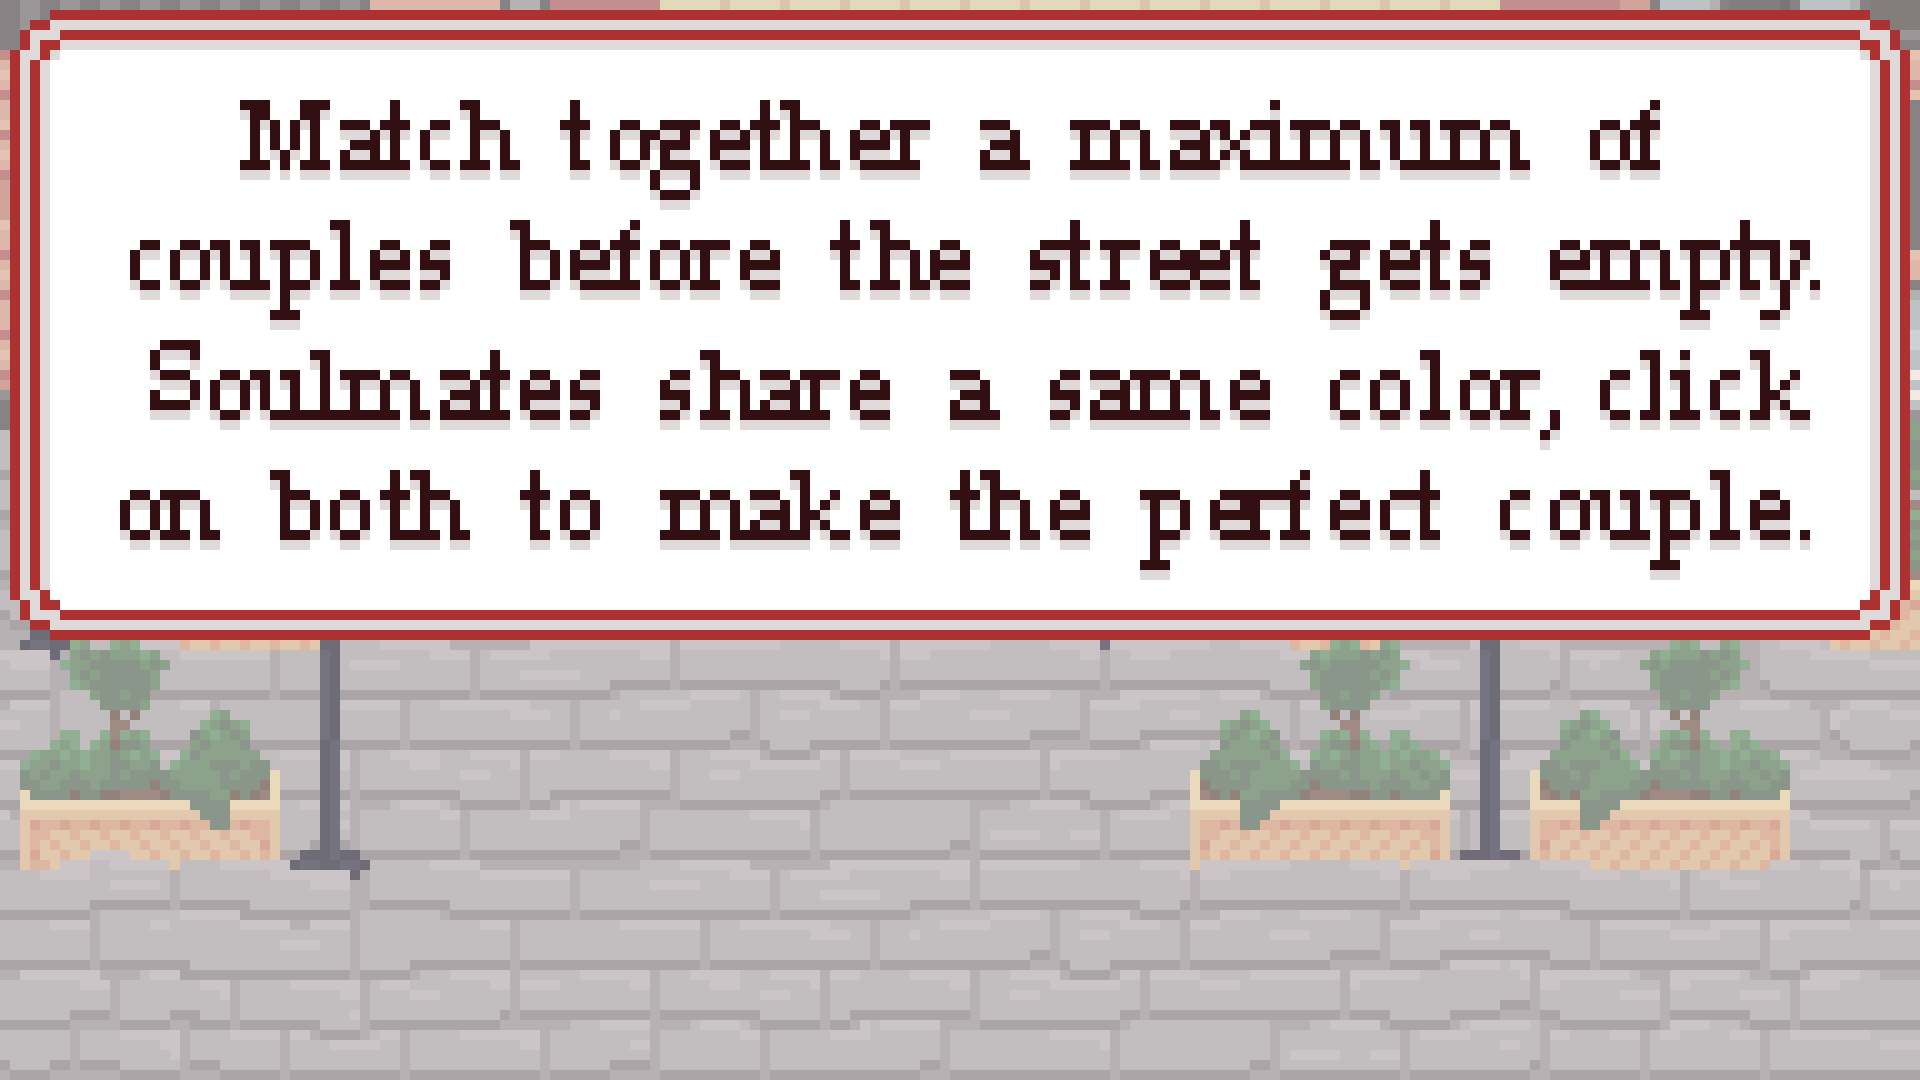 Match together a maximum of
couples before the street gets empty.
Soulmates share a same color, click
on both to make the perfect couple.